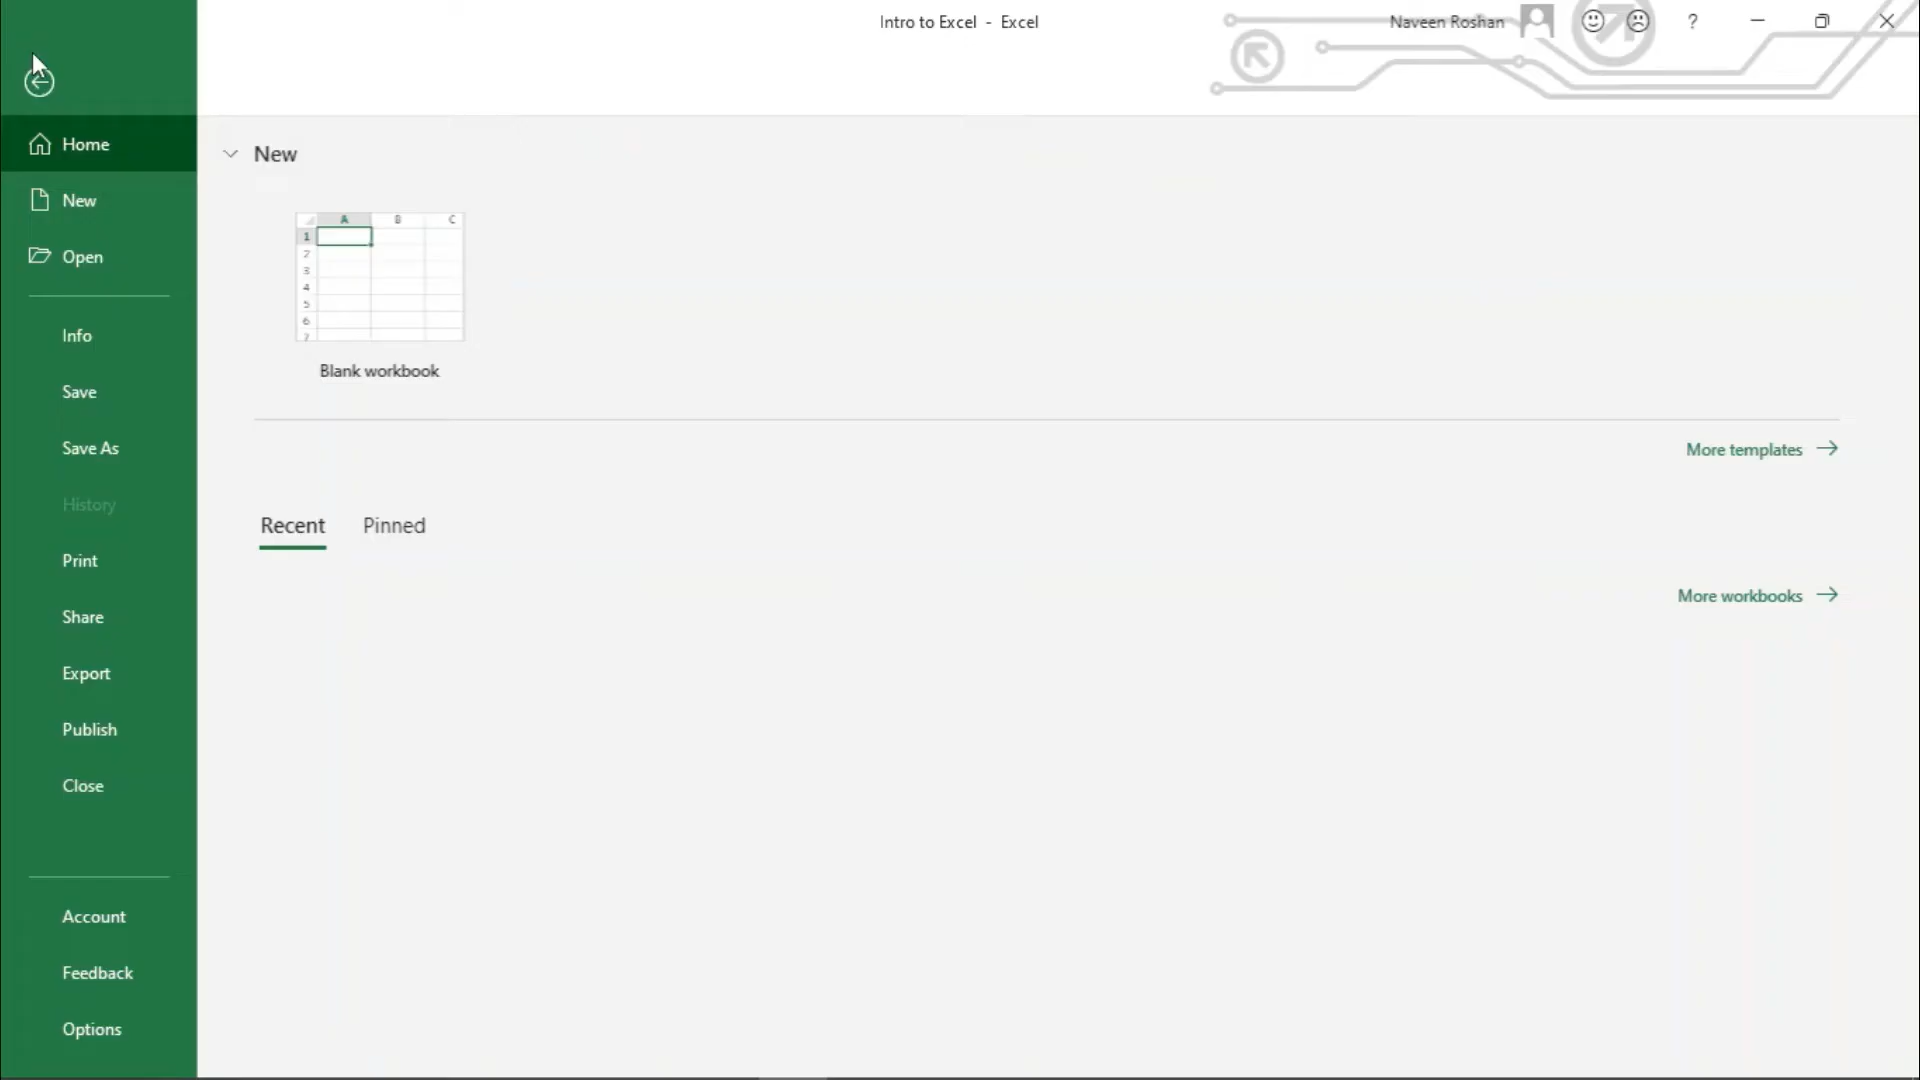 Intro to Excel - Excel
Naveen Roshan
?
Home
New
Open
Info
Save
Save As
History
Print
Share
Export
Publish
Close
Account
Feedback
Options
New
A B C
1
2
3
4
5
6
7
Blank workbook
More templates
Recent Pinned
More workbooks